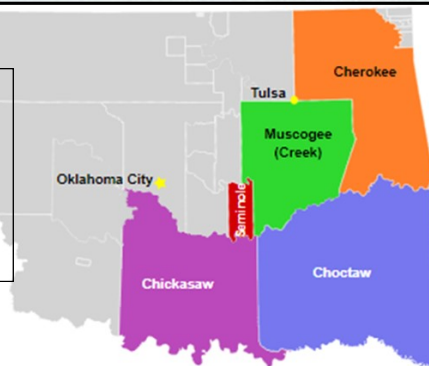 Cherokee
Tulsa
Muscogee
(Creek)
Oklahoma City
Seminole
Chickasaw
Choctaw